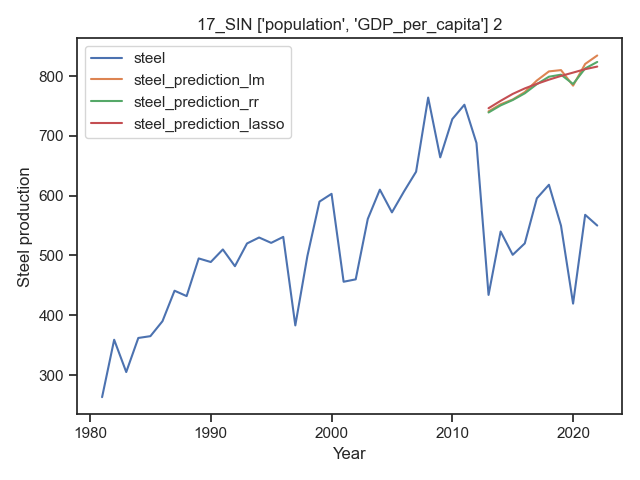 17_SIN ['population', 'GDP_per_capita'] 2
steel
steel_prediction_lm
steel_prediction_rr
steel_prediction_lasso
Steel production
800
700
600
500
400
300
1980 1990 2000 2010 2020
Year